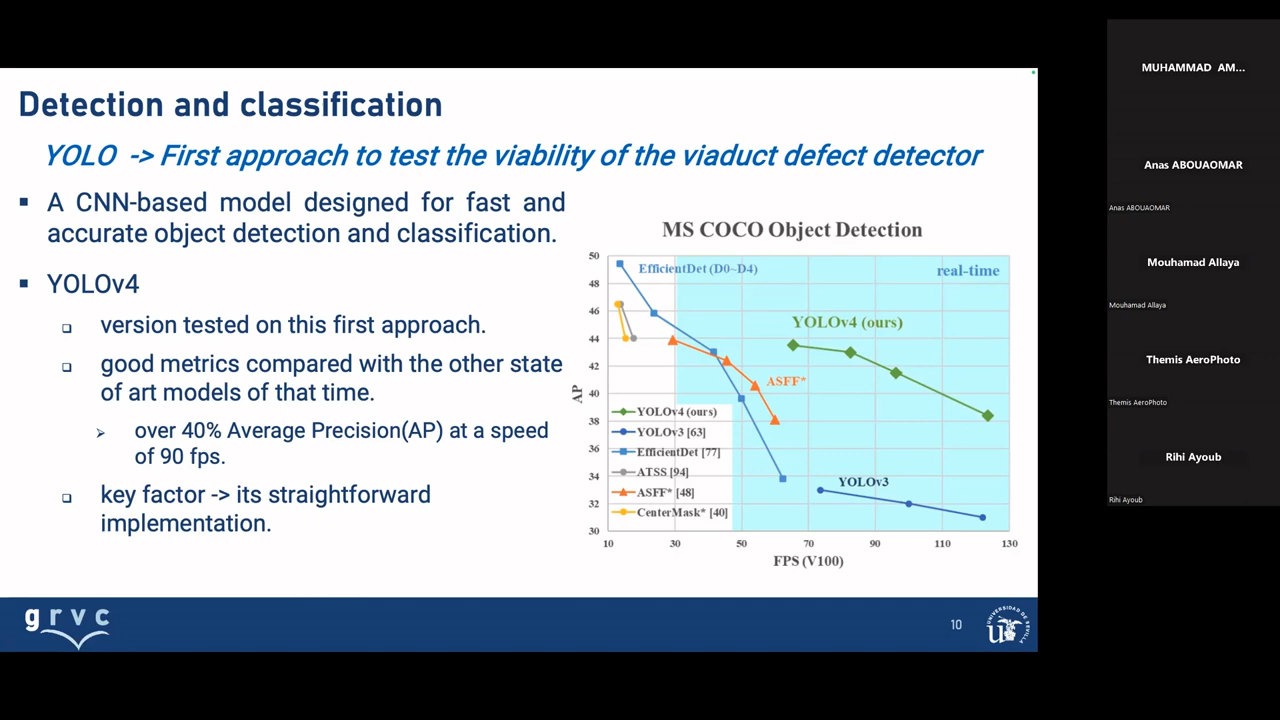 Detection and classification
YOLO -> First approach to test the viability of the viaduct defect detector
▪ A CNN-based model designed for fast and
accurate object detection and classification.
▪ YOLOv4
❑ version tested on this first approach.
❑ good metrics compared with the other state
of art models of that time.
➢ over 40% Average Precision(AP) at a speed
of 90 fps.
❑ key factor -> its straightforward
implementation.
MS COCO Object Detection
50
48
46
44
42
40
38
36
34
32
30
AP
EfficientDet (D0~D4)
real-time
YOLOv4 (ours)
ASFF*
YOLOv3
YOLOv4 (ours)
YOLOv3 [63]
EfficientDet [77]
ATSS [94]
ASFF* [48]
CenterMask* [40]
10 30 50 70 90 110 130
FPS (V100)
grvc
10
UNIVERSIDAD DE SEVILLA
MUHAMMAD AM...
Anas ABOUAOMAR
Anas ABOUAOMAR
Mouhamad Allaya
Mouhamad Allaya
Themis AeroPhoto
Themis AeroPhoto
Rihi Ayoub
Rihi Ayoub